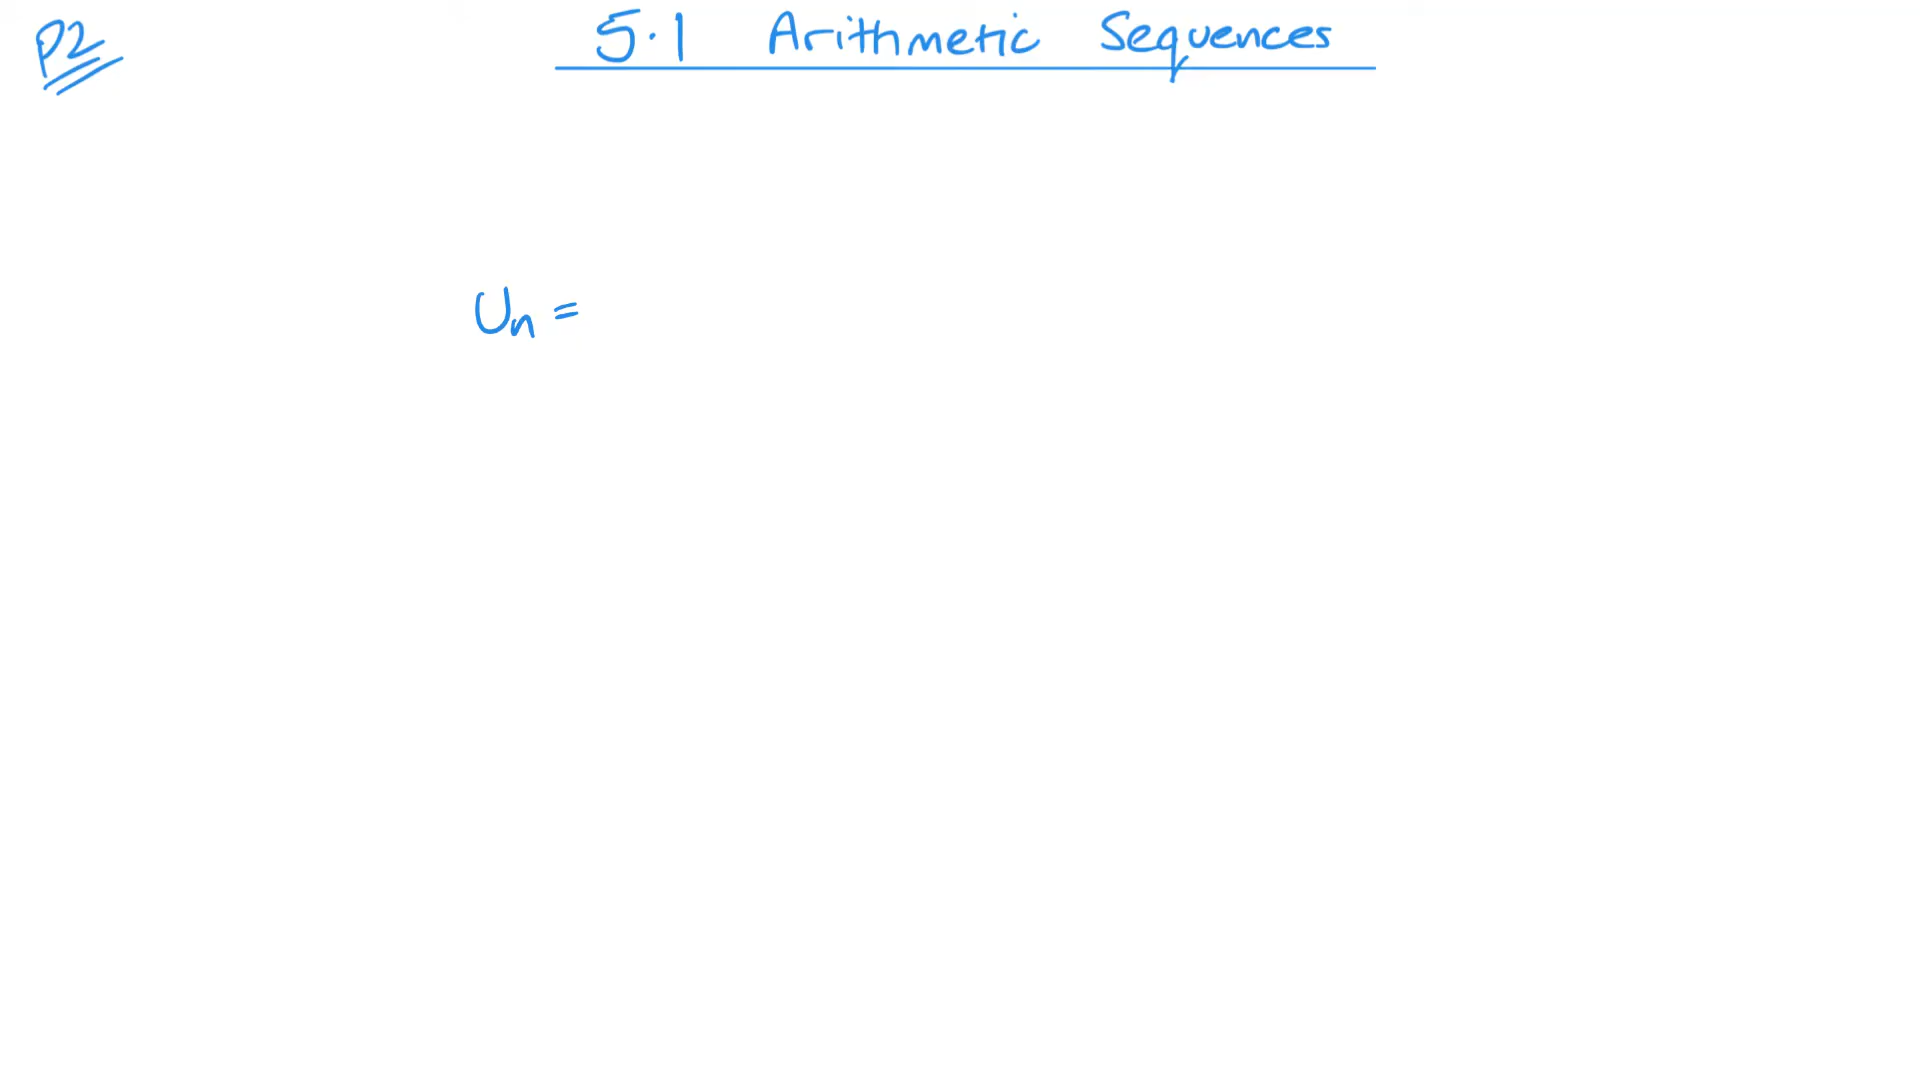 P2
5.1 Arithmetic Sequences
Un =